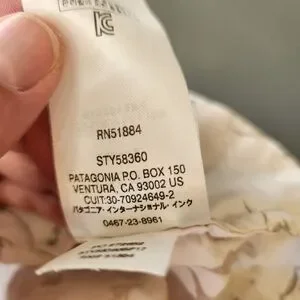 RN51884
STY58360
PATAGONIA P.O. BOX 150
VENTURA, CA 93002 US
CUIT:30-70924649-2
パタゴニア・インターナショナル・インク
0467-23-8961